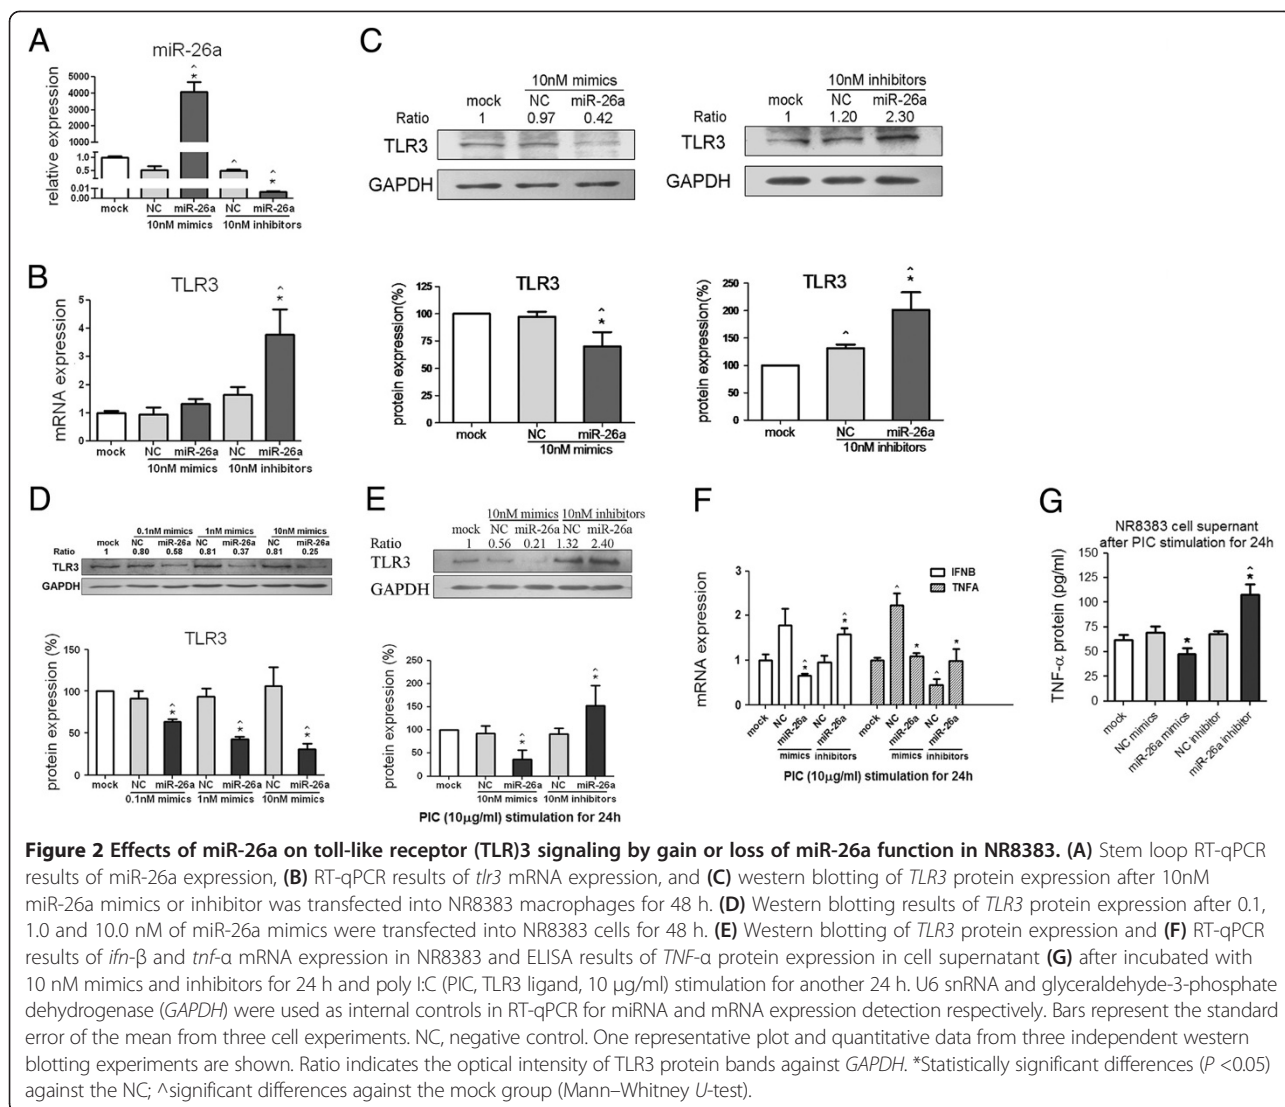 A
miR-26a
relative expression
5000
4000
3000
2000
1000
1.0
0.5
0.01
0.00
^
*
^
^
*
mock NC miR-26a NC miR-26a
10nM mimics 10nM inhibitors
B
TLR3
mRNA expression
5
4
3
2
1
0
^
*
mock NC miR-26a NC miR-26a
10nM mimics 10nM inhibitors
C
10nM mimics
mock NC miR-26a
Ratio 1 0.97 0.42
TLR3
GAPDH
10nM inhibitors
mock NC miR-26a
Ratio 1 1.20 2.30
TLR3
GAPDH
TLR3
protein expression(%)
125
100
75
50
25
0
^
*
mock NC miR-26a
10nM mimics
TLR3
protein expression(%)
250
200
150
100
50
0
^
^
*
mock NC miR-26a
10nM inhibitors
D
0.1nM mimics 1nM mimics 10nM mimics
mock NC miR-26a NC miR-26a NC miR-26a
Ratio 1 0.80 0.58 0.81 0.37 0.81 0.25
TLR3
GAPDH
TLR3
protein expression (%)
150
100
50
0
^
*
^
*
^
*
mock NC miR-26a NC miR-26a NC miR-26a
0.1nM mimics 1nM mimics 10nM mimics
E
10nM mimics 10nM inhibitors
mock NC miR-26a NC miR-26a
Ratio 1 0.56 0.21 1.32 2.40
TLR3
GAPDH
protein expression (%)
250
200
150
100
50
0
^
*
^
*
mock NC miR-26a NC miR-26a
10nM mimics 10nM inhibitors
PIC (10μg/ml) stimulation for 24h
F
IFNB
TNFA
mRNA expression
3
2
1
0
^
*
^
*
^
*
^
*
mock NC miR-26a NC miR-26a mock NC miR-26a NC miR-26a
mimics inhibitors mimics inhibitors
PIC (10μg/ml) stimulation for 24h
G
NR8383 cell supernant
after PIC stimulation for 24h
TNF-α protein (pg/ml)
150
125
100
75
50
25
0
*
^
*
mock NC mimics miR-26a mimics NC inhibitor miR-26a inhibitor
Figure 2 Effects of miR-26a on toll-like receptor (TLR)3 signaling by gain or loss of miR-26a function in NR8383. (A) Stem loop RT-qPCR
results of miR-26a expression, (B) RT-qPCR results of tlr3 mRNA expression, and (C) western blotting of TLR3 protein expression after 10nM
miR-26a mimics or inhibitor was transfected into NR8383 macrophages for 48 h. (D) Western blotting results of TLR3 protein expression after 0.1,
1.0 and 10.0 nM of miR-26a mimics were transfected into NR8383 cells for 48 h. (E) Western blotting of TLR3 protein expression and (F) RT-qPCR
results of ifn-β and tnf-α mRNA expression in NR8383 and ELISA results of TNF-α protein expression in cell supernatant (G) after incubated with
10 nM mimics and inhibitors for 24 h and poly I:C (PIC, TLR3 ligand, 10 μg/ml) stimulation for another 24 h. U6 snRNA and glyceraldehyde-3-phosphate
dehydrogenase (GAPDH) were used as internal controls in RT-qPCR for miRNA and mRNA expression detection respectively. Bars represent the standard
error of the mean from three cell experiments. NC, negative control. One representative plot and quantitative data from three independent western
blotting experiments are shown. Ratio indicates the optical intensity of TLR3 protein bands against GAPDH. *Statistically significant differences (P <0.05)
against the NC; ^significant differences against the mock group (Mann–Whitney U-test).